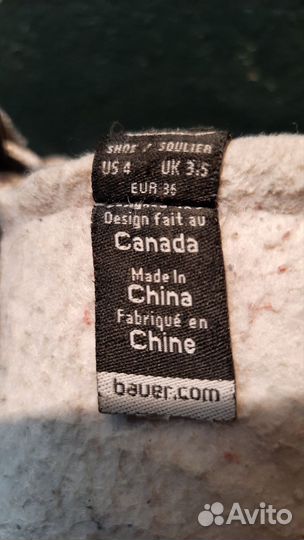 SHOE / SOULIER
US 4 UK 3.5
EUR 36
Design fait au
Canada
Made In
China
Fabriqué en
Chine
bauer.com
Avito